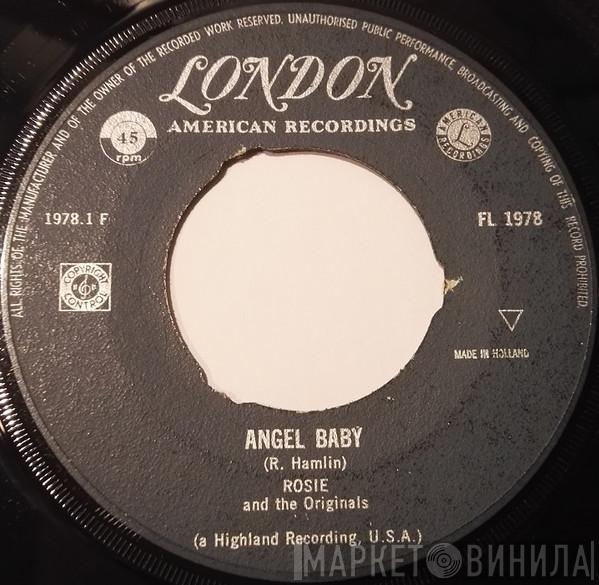 ALL RIGHTS OF THE MANUFACTURER AND OF THE OWNER OF THE RECORDED WORK RESERVED. UNAUTHORISED PUBLIC PERFORMANCE, BROADCASTING AND COPYING OF THIS RECORD PROHIBITED.
LONDON
AMERICAN RECORDINGS
45
rpm
AMERICAN
L
RECORDINGS
1978.1 F
FL 1978
COPYRIGHT
CONTROL
MADE IN HOLLAND
ANGEL BABY
(R. Hamlin)
ROSIE
and the Originals
(a Highland Recording, U.S.A.)
МАРКЕТ ВИНИЛА